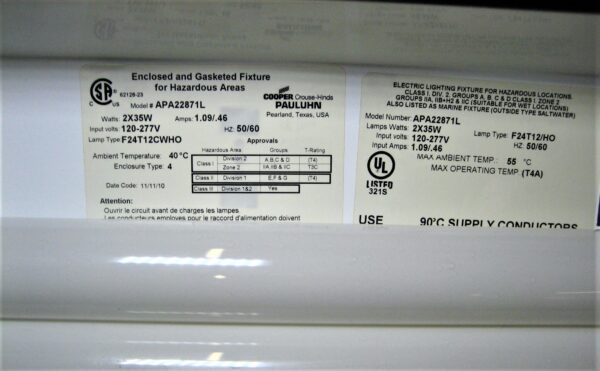 Enclosed and Gasketed Fixture
for Hazardous Areas
62128-23
C US
Model # APA22871L
COOPER Crouse-Hinds
PAULUHN
Pearland, Texas, USA
Watts: 2X35W Amps: 1.09/.46
Input volts: 120-277V HZ: 50/60
Lamp Type: F24T12CWHO
Approvals
Hazardous Area Groups T-Rating
Ambient Temperature: 40°C
Enclosure Type: 4
Class I Division 2 A,B,C & D (T4)
Zone 2 IIA IIB & IIC T3C
Class II Division 1 E,F & G (T4)
Class III Division 1&2 Yes
Date Code: 11/11/10
Attention:
Ouvrir le circuit avant de charges les lampes.
Les conducteurs employes pour le raccord d'alimentation doivent
ELECTRIC LIGHTING FIXTURE FOR HAZARDOUS LOCATIONS
CLASS I, DIV. 2, GROUPS A, B, C & D CLASS I, ZONE 2
GROUPS IIA, IIB+H2 & IIC (SUITABLE FOR WET LOCATIONS)
ALSO LISTED AS MARINE FIXTURE (OUTSIDE TYPE SALTWATER)
Model Number: APA22871L
Lamps Watts: 2X35W Lamp Type: F24T12/HO
Input volts: 120-277V HZ: 50/60
Input Amps: 1.09/.46
UL
LISTED
321S
MAX AMBIENT TEMP.: 55 °C
MAX OPERATING TEMP (T4A)
USE 90°C SUPPLY CONDUCTORS